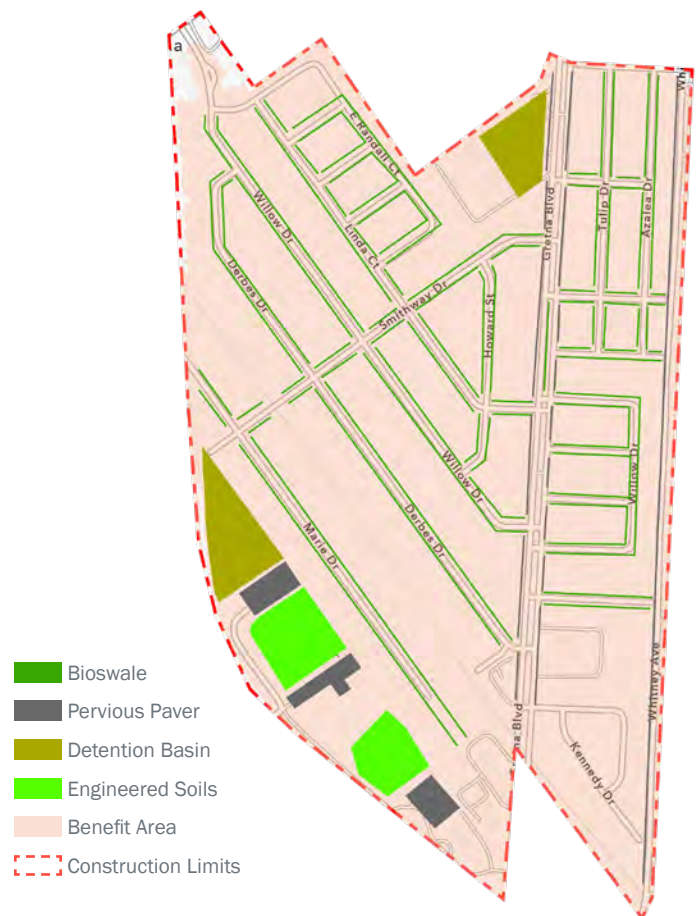 a
Whi
E Randall Ct
Tulip Dr
Azalea Dr
Gretna Blvd
Willow Dr
Linda Ct
Derbes Dr
Smithway Dr
Howard St
Willow Dr
Willow Dr
Derbes Dr
Marie Dr
Whitney Ave
Blvd
Kennedy Dr
Bioswale
Pervious Paver
Detention Basin
Engineered Soils
Benefit Area
Construction Limits